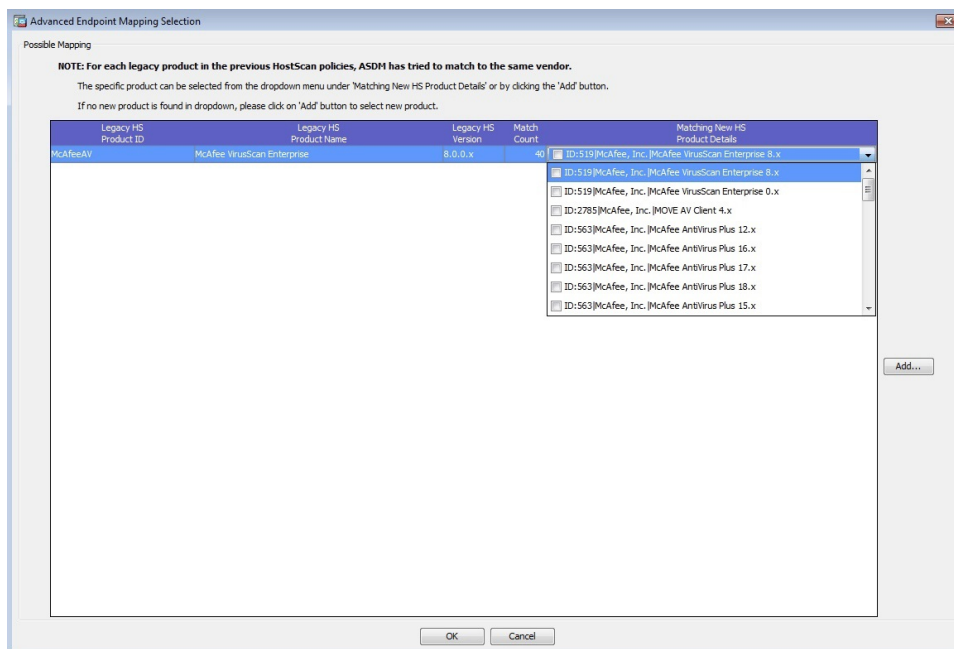 Advanced Endpoint Mapping Selection
Possible Mapping
NOTE: For each legacy product in the previous HostScan policies, ASDM has tried to match to the same vendor.
The specific product can be selected from the dropdown menu under 'Matching New HS Product Details' or by clicking the 'Add' button.
If no new product is found in dropdown, please click on 'Add' button to select new product.
Legacy HS Product ID
Legacy HS Product Name
Legacy HS Version
Match Count
Matching New HS Product Details
McAfeeAV McAfee VirusScan Enterprise 8.0.0.x 40 ID:519|McAfee, Inc.|McAfee VirusScan Enterprise 8.x
ID:519|McAfee, Inc.|McAfee VirusScan Enterprise 8.x
ID:519|McAfee, Inc.|McAfee VirusScan Enterprise 0.x
ID:2785|McAfee, Inc.|MOVE AV Client 4.x
ID:563|McAfee, Inc.|McAfee AntiVirus Plus 12.x
ID:563|McAfee, Inc.|McAfee AntiVirus Plus 16.x
ID:563|McAfee, Inc.|McAfee AntiVirus Plus 17.x
ID:563|McAfee, Inc.|McAfee AntiVirus Plus 18.x
ID:563|McAfee, Inc.|McAfee AntiVirus Plus 15.x
Add...
OK Cancel